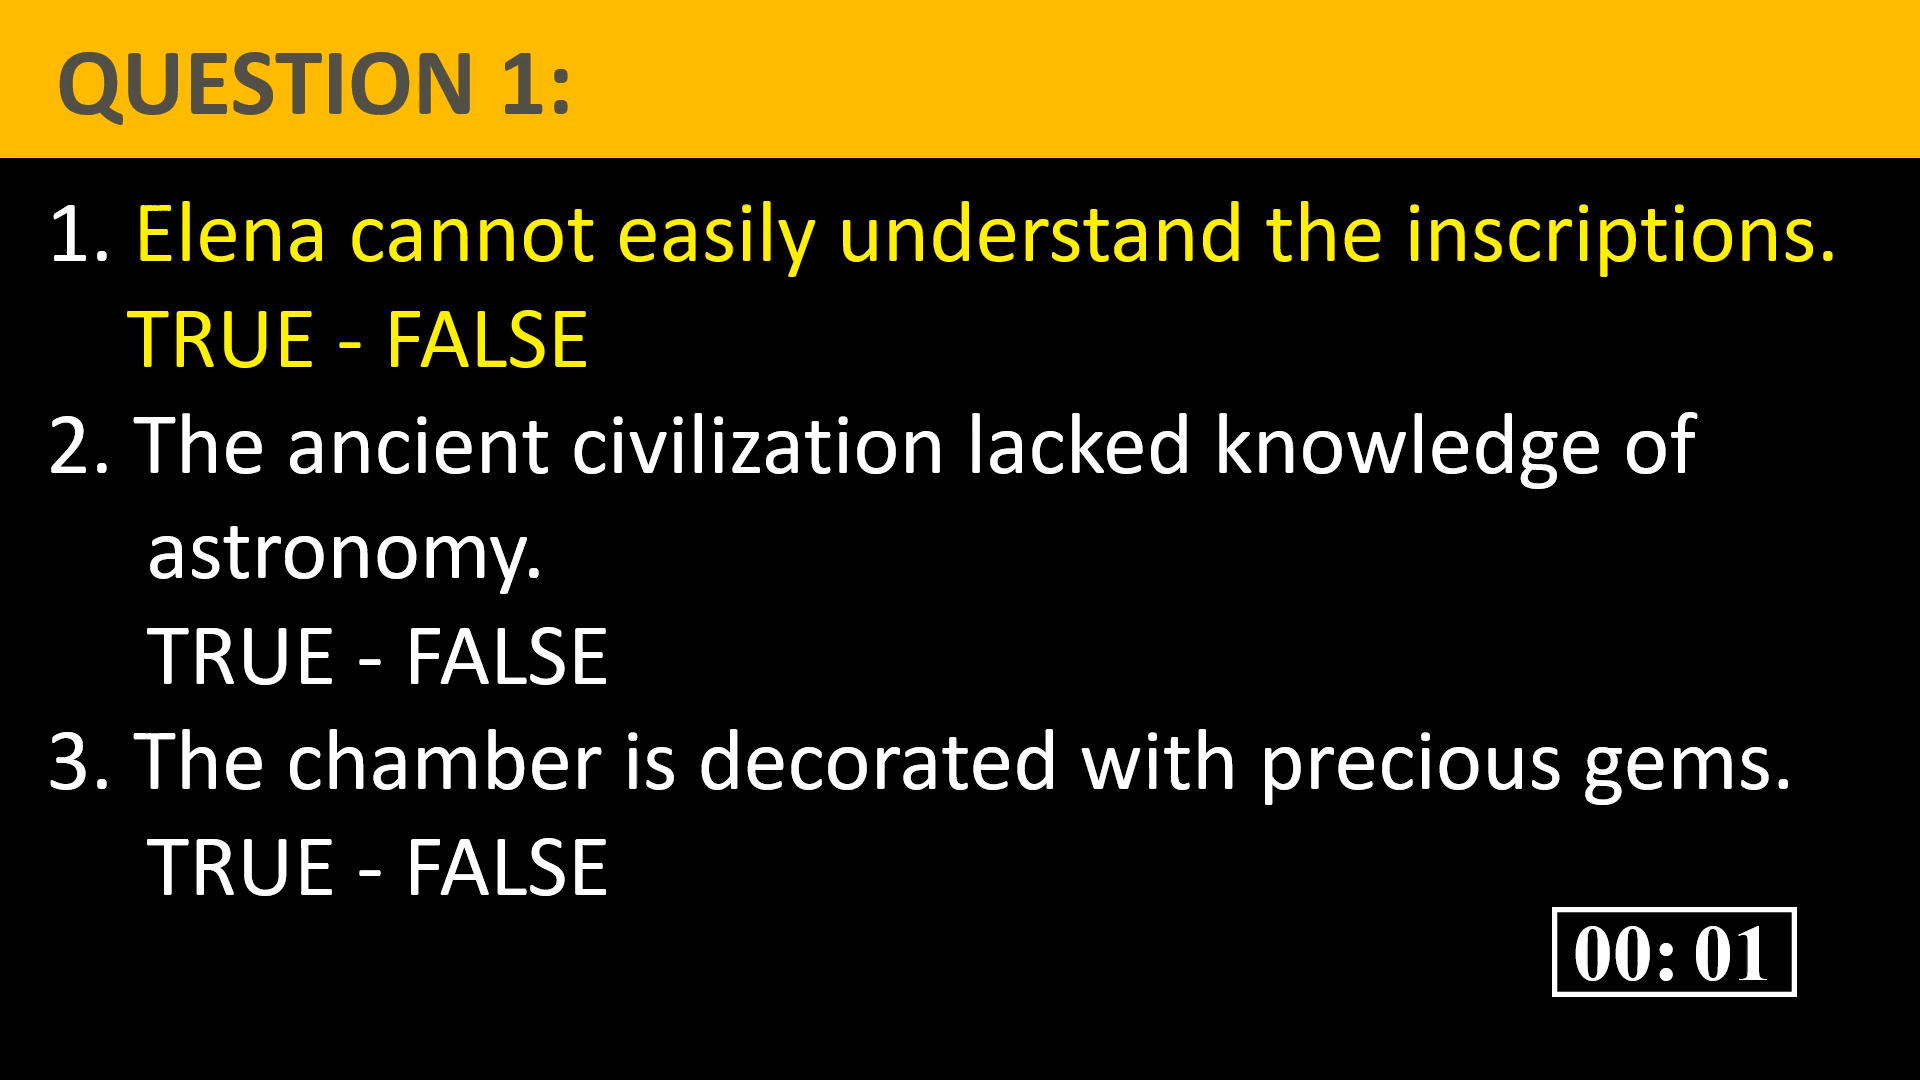 QUESTION 1:
1. Elena cannot easily understand the inscriptions.
TRUE - FALSE
2. The ancient civilization lacked knowledge of
astronomy.
TRUE - FALSE
3. The chamber is decorated with precious gems.
TRUE - FALSE
00: 01